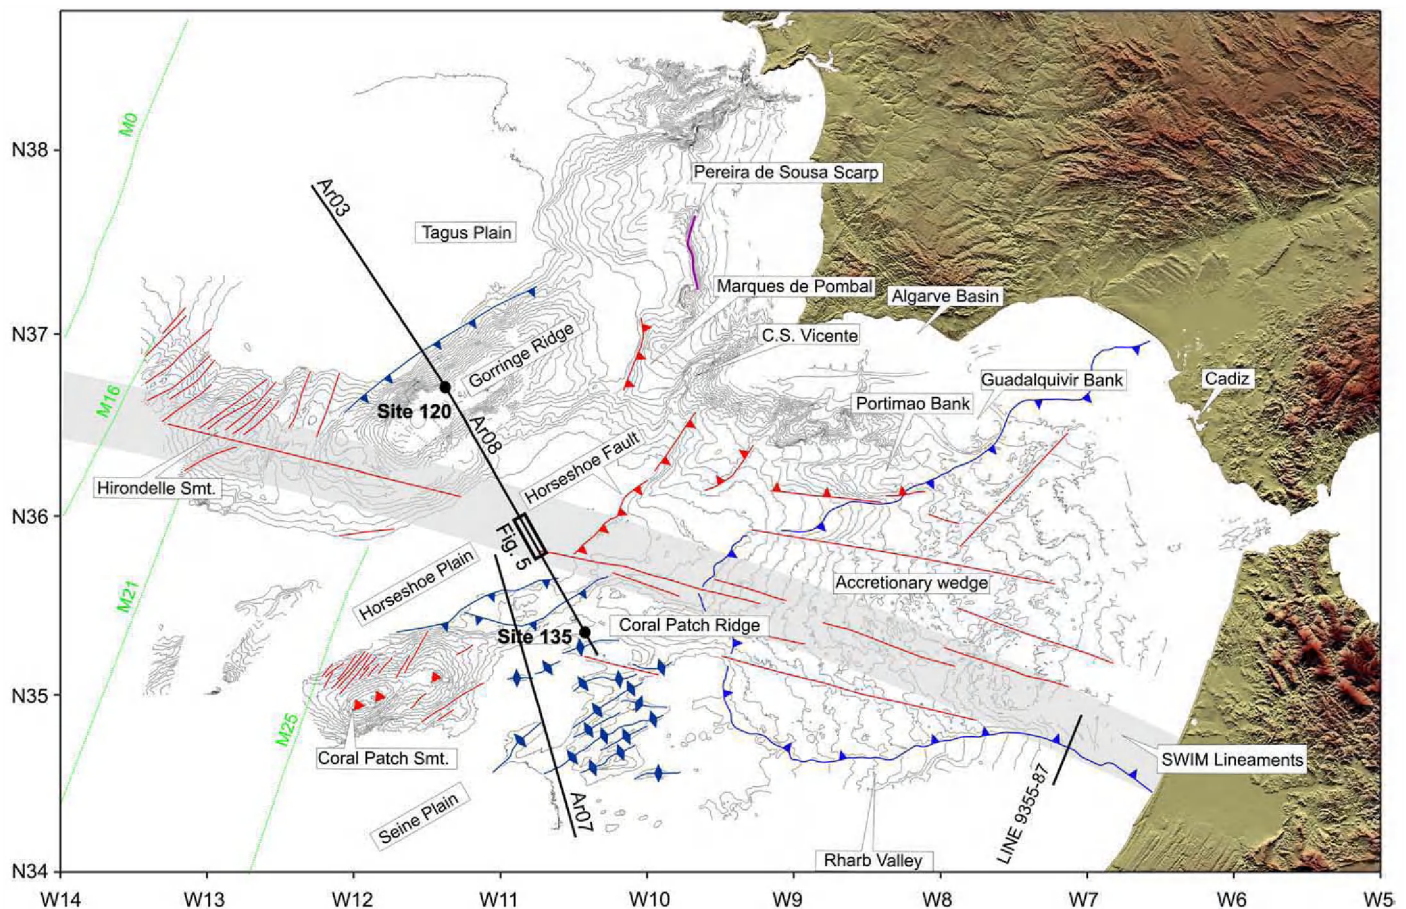 M0
N38
Pereira de Sousa Scarp
Ar03
Tagus Plain
Marques de Pombal
Algarve Basin
N37
C.S. Vicente
Gorringe Ridge
Guadalquivir Bank
Cadiz
M16
Site 120
Portimao Bank
Ar08
Horseshoe Fault
Hirondelle Smt.
N36
Fig. 5
Horseshoe Plain
Accretionary wedge
M21
Coral Patch Ridge
Site 135
N35
M25
Coral Patch Smt.
SWIM Lineaments
Ar07
Seine Plain
LINE 9355-87
Rharb Valley
N34
W14
W13
W12
W11
W10
W9
W8
W7
W6
W5